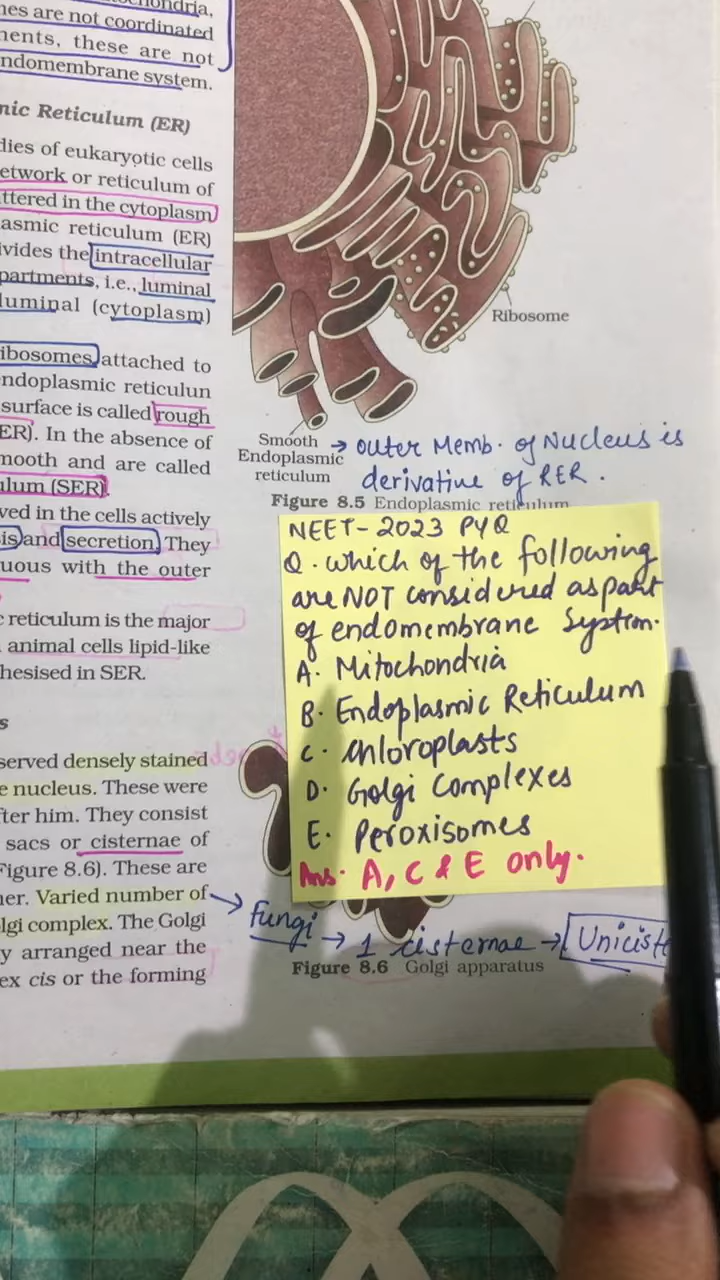 chondria,
nes are not coordinated
nents, these are not
ndomembrane system.
nic Reticulum (ER)
dies of eukaryotic cells
etwork or reticulum of
ttered in the cytoplasm
asmic reticulum (ER)
vides the intracellular
partments, i.e., luminal
luminal (cytoplasm)
ibosomes attached to
ndoplasmic reticulun
surface is called rough
ER). In the absence of
mooth and are called
ulum (SER).
ved in the cells actively
is and secretion. They
uous with the outer
c reticulum is the major
animal cells lipid-like
hesised in SER.
s
served densely stained
e nucleus. These were
fter him. They consist
sacs or cisternae of
Figure 8.6). These are
her. Varied number of
lgi complex. The Golgi
y arranged near the
ex cis or the forming
Ribosome
Smooth
Endoplasmic
reticulum
→ outer Memb. of Nucleus is
derivative of RER.
Figure 8.5 Endoplasmic reticulum
NEET-2023 PYQ
Q. which of the following
are NOT considered as part
of endomembrane System.
A. Mitochondria
B. Endoplasmic Reticulum
C. Chloroplasts
D. Golgi Complexes
E. Peroxisomes
Ans. A, C & E only.
→ Fungi → 1 cisternae → Uniciste
Figure 8.6 Golgi apparatus